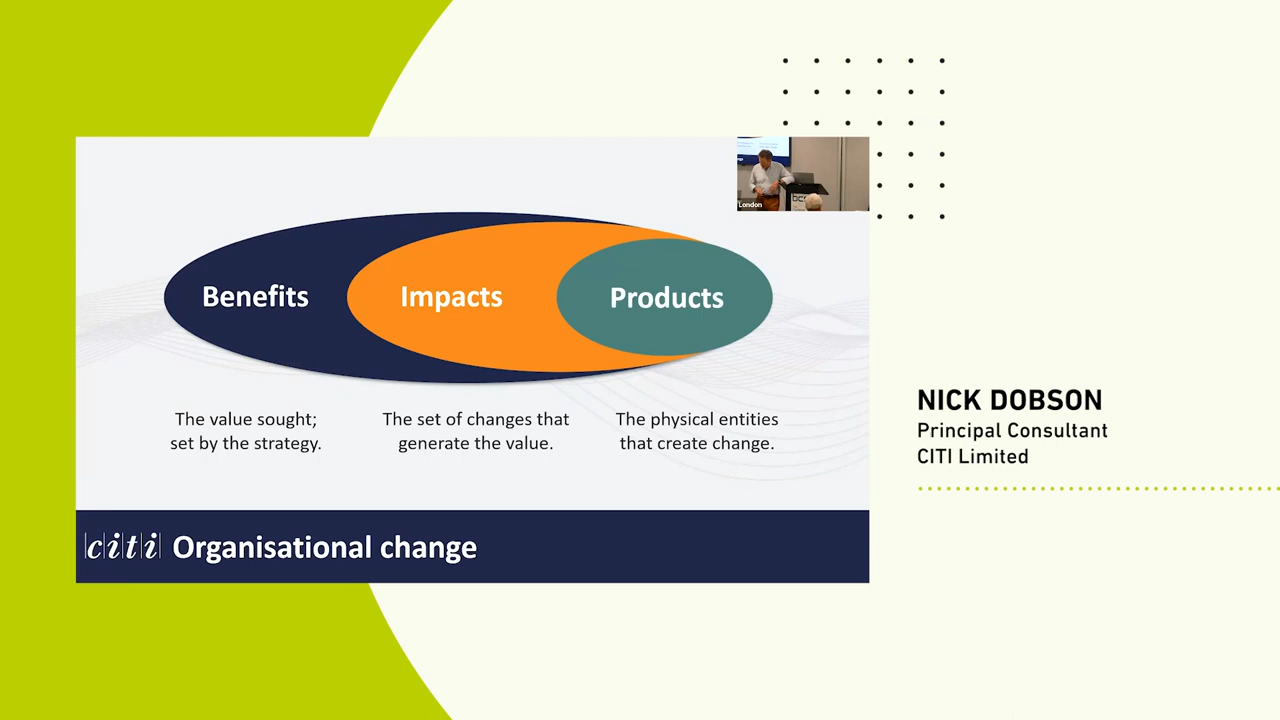 London
bcs
Benefits
Impacts
Products
The value sought;
set by the strategy.
The set of changes that
generate the value.
The physical entities
that create change.
citi Organisational change
NICK DOBSON
Principal Consultant
CITI Limited